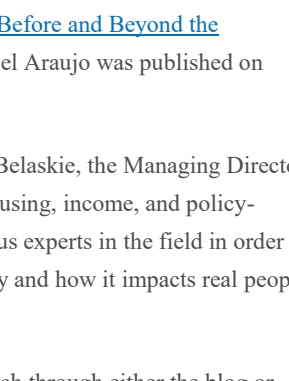 Before and Beyond the
el Araujo was published on
Belaskie, the Managing Direct
using, income, and policy-
us experts in the field in order
y and how it impacts real peop
ch through either the blog or